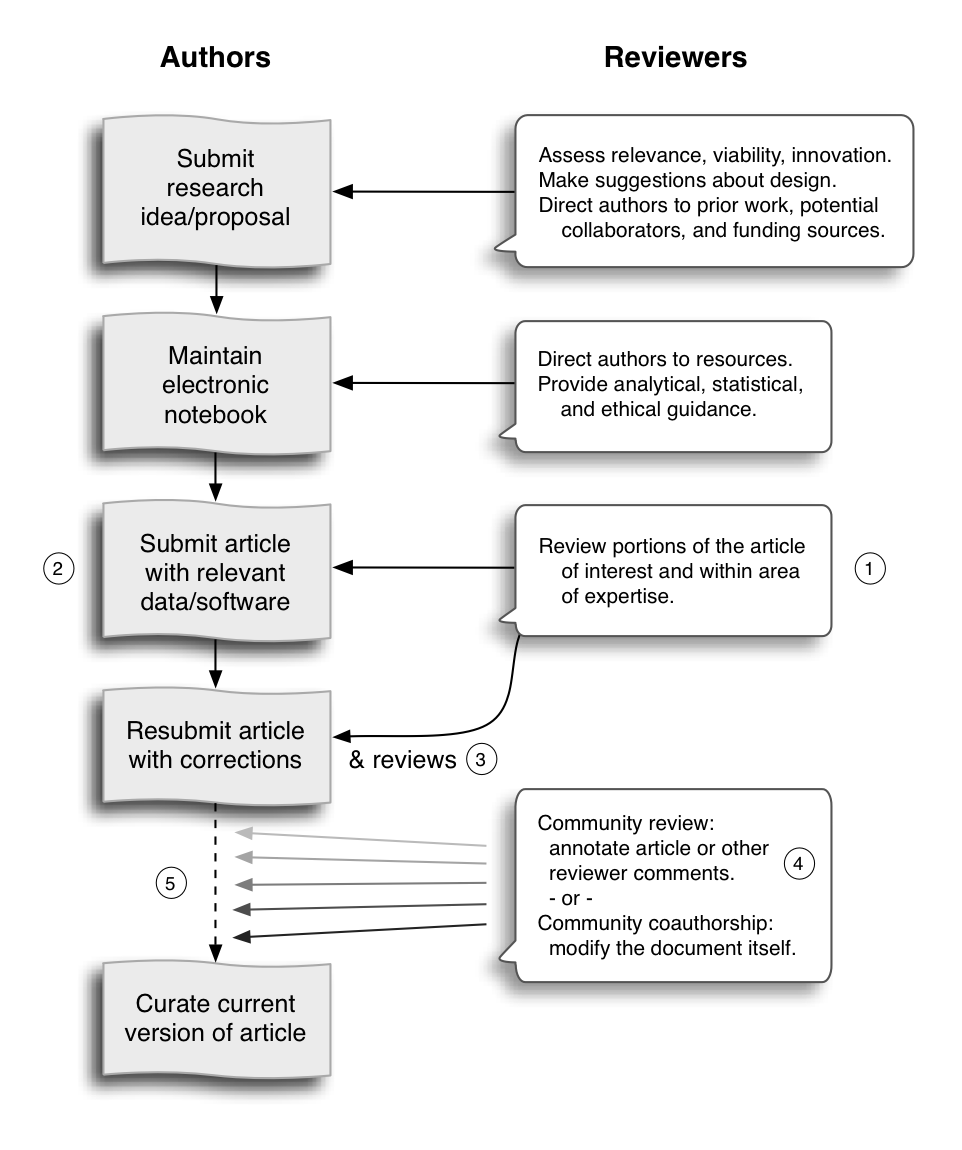 Authors
Reviewers
Submit
research
idea/proposal
Assess relevance, viability, innovation.
Make suggestions about design.
Direct authors to prior work, potential
collaborators, and funding sources.
Maintain
electronic
notebook
Direct authors to resources.
Provide analytical, statistical,
and ethical guidance.
2
Submit article
with relevant
data/software
Review portions of the article
of interest and within area
of expertise.
1
Resubmit article
with corrections
& reviews 3
Community review:
annotate article or other
reviewer comments.
- or -
Community coauthorship:
modify the document itself.
4
5
Curate current
version of article